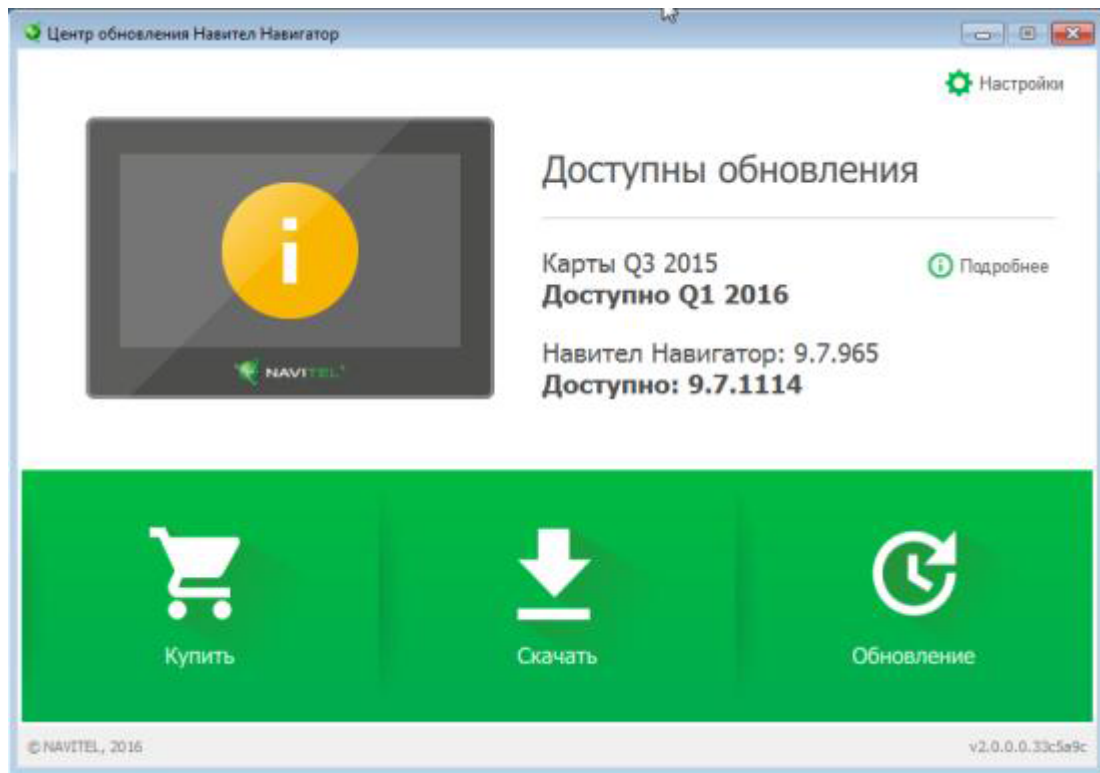 Центр обновления Навител Навигатор
Настройки
Доступны обновления
Карты Q3 2015
Подробнее
Доступно Q1 2016
Навител Навигатор: 9.7.965
Доступно: 9.7.1114
NAVITEL®
Купить
Скачать
Обновление
© NAVITEL, 2016
v2.0.0.0.33c5a9c